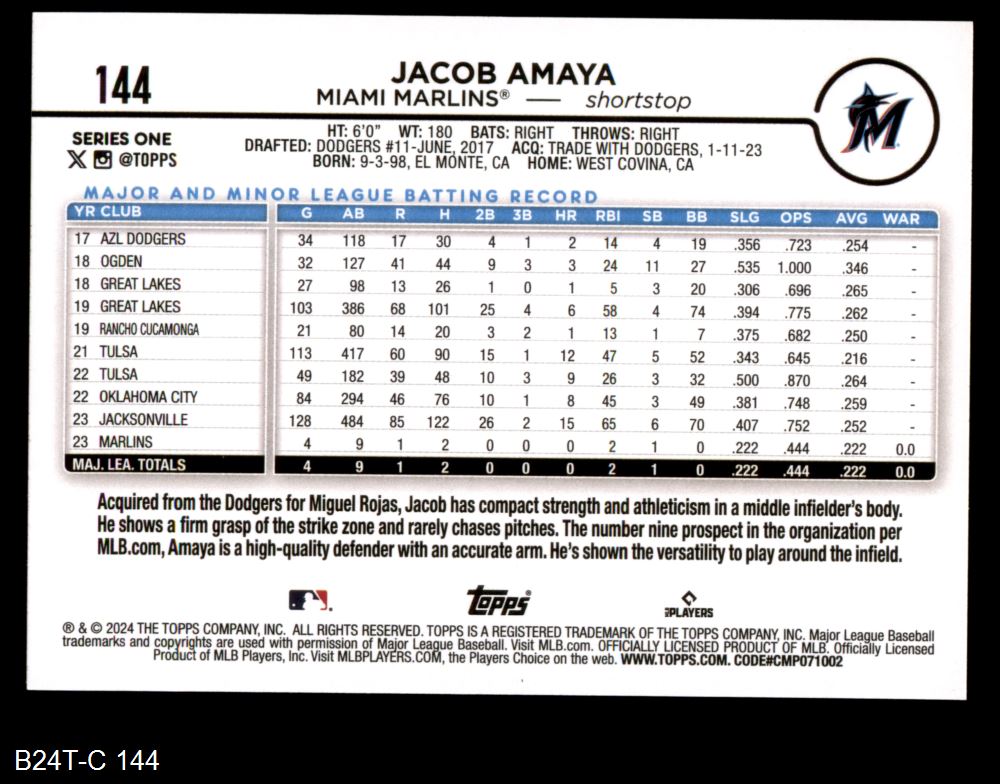 144
JACOB AMAYA
MIAMI MARLINS® — shortstop
M
SERIES ONE
X @TOPPS
HT: 6'0" WT: 180 BATS: RIGHT THROWS: RIGHT
DRAFTED: DODGERS #11-JUNE, 2017 ACQ: TRADE WITH DODGERS, 1-11-23
BORN: 9-3-98, EL MONTE, CA HOME: WEST COVINA, CA
MAJOR AND MINOR LEAGUE BATTING RECORD
YR CLUB G AB R H 2B 3B HR RBI SB BB SLG OPS AVG WAR
17 AZL DODGERS 34 118 17 30 4 1 2 14 4 19 .356 .723 .254 -
18 OGDEN 32 127 41 44 9 3 3 24 11 27 .535 1.000 .346 -
18 GREAT LAKES 27 98 13 26 1 0 1 5 3 20 .306 .696 .265 -
19 GREAT LAKES 103 386 68 101 25 4 6 58 4 74 .394 .775 .262 -
19 RANCHO CUCAMONGA 21 80 14 20 3 2 1 13 1 7 .375 .682 .250 -
21 TULSA 113 417 60 90 15 1 12 47 5 52 .343 .645 .216 -
22 TULSA 49 182 39 48 10 3 9 26 3 32 .500 .870 .264 -
22 OKLAHOMA CITY 84 294 46 76 10 1 8 45 3 49 .381 .748 .259 -
23 JACKSONVILLE 128 484 85 122 26 2 15 65 6 70 .407 .752 .252 -
23 MARLINS 4 9 1 2 0 0 0 2 1 0 .222 .444 .222 0.0
MAJ. LEA. TOTALS 4 9 1 2 0 0 0 2 1 0 .222 .444 .222 0.0
Acquired from the Dodgers for Miguel Rojas, Jacob has compact strength and athleticism in a middle infielder's body.
He shows a firm grasp of the strike zone and rarely chases pitches. The number nine prospect in the organization per
MLB.com, Amaya is a high-quality defender with an accurate arm. He's shown the versatility to play around the infield.
Topps®
PLAYERS
® & © 2024 THE TOPPS COMPANY, INC. ALL RIGHTS RESERVED. TOPPS IS A REGISTERED TRADEMARK OF THE TOPPS COMPANY, INC. Major League Baseball
trademarks and copyrights are used with permission of Major League Baseball. Visit MLB.com. OFFICIALLY LICENSED PRODUCT OF MLB. Officially Licensed
Product of MLB Players, Inc. Visit MLBPLAYERS.COM, the Players Choice on the web. WWW.TOPPS.COM. CODE#CMP071002
B24T-C 144